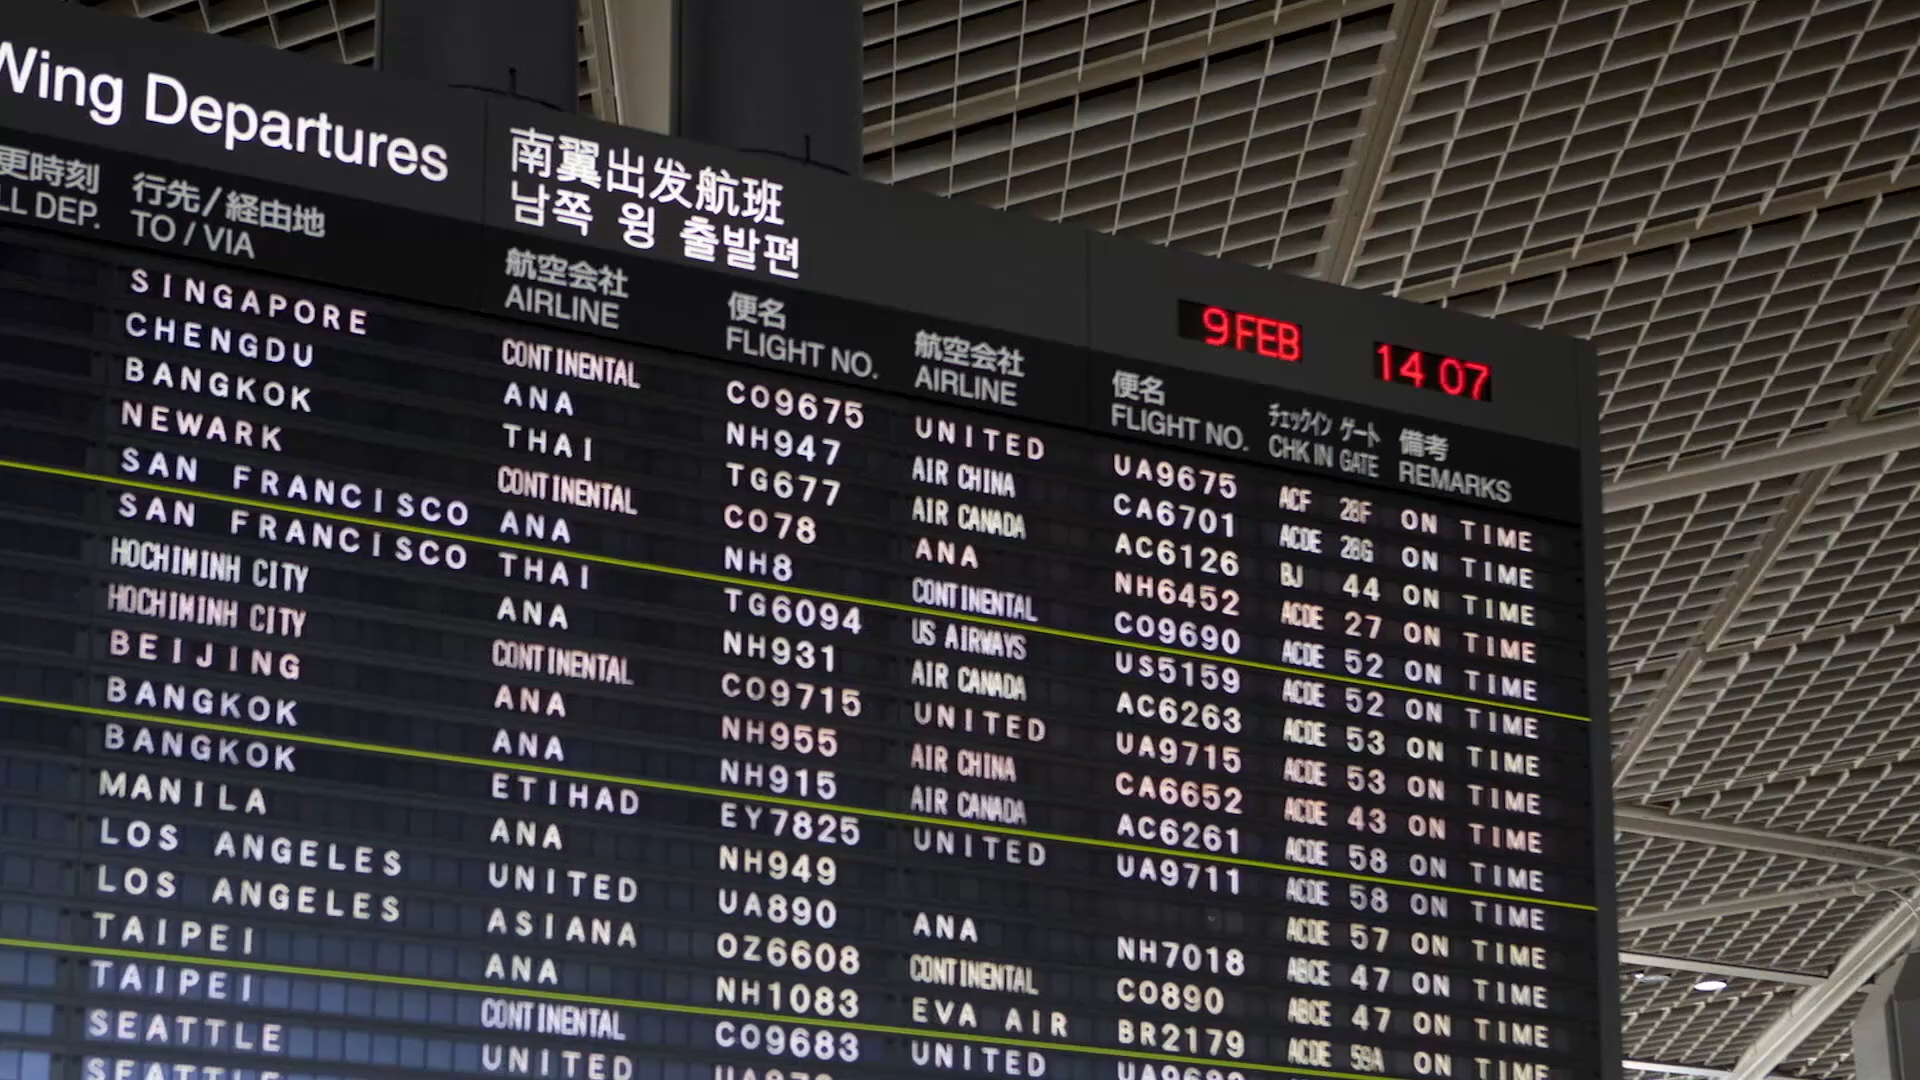 Wing Departures
南翼出发航班
남쪽 윙 출발편
9 FEB 14 07
更時刻 行先/経由地 航空会社 便名 航空会社 便名 チェックイン ゲート 備考
DEP. TO / VIA AIRLINE FLIGHT NO. AIRLINE FLIGHT NO. CHK IN GATE REMARKS
SINGAPORE CONTINENTAL CO9675 UNITED UA9675 ACF 28F ON TIME
CHENGDU ANA NH947 AIR CHINA CA6701 ACDE 28G ON TIME
BANGKOK THAI TG677 AIR CANADA AC6126 BJ 44 ON TIME
NEWARK CONTINENTAL CO78 ANA NH6452 ACDE 27 ON TIME
SAN FRANCISCO ANA NH8 CONTINENTAL CO9690 ACDE 52 ON TIME
SAN FRANCISCO THAI TG6094 US AIRWAYS US5159 ACDE 52 ON TIME
HOCHIMINH CITY ANA NH931 AIR CANADA AC6263 ACDE 53 ON TIME
HOCHIMINH CITY CONTINENTAL CO9715 UNITED UA9715 ACDE 53 ON TIME
BEIJING ANA NH955 AIR CHINA CA6652 ACDE 43 ON TIME
BANGKOK ANA NH915 AIR CANADA AC6261 ACDE 58 ON TIME
BANGKOK ETIHAD EY7825 UNITED UA9711 ACDE 58 ON TIME
MANILA ANA NH949 ACDE 57 ON TIME
LOS ANGELES UNITED UA890 ANA NH7018 ABCE 47 ON TIME
LOS ANGELES ASIANA OZ6608 CONTINENTAL CO890 ABCE 47 ON TIME
TAIPEI ANA NH1083 EVA AIR BR2179 ACDE 59A ON TIME
TAIPEI CONTINENTAL CO9683 UNITED
SEATTLE UNITED
SEATTLE